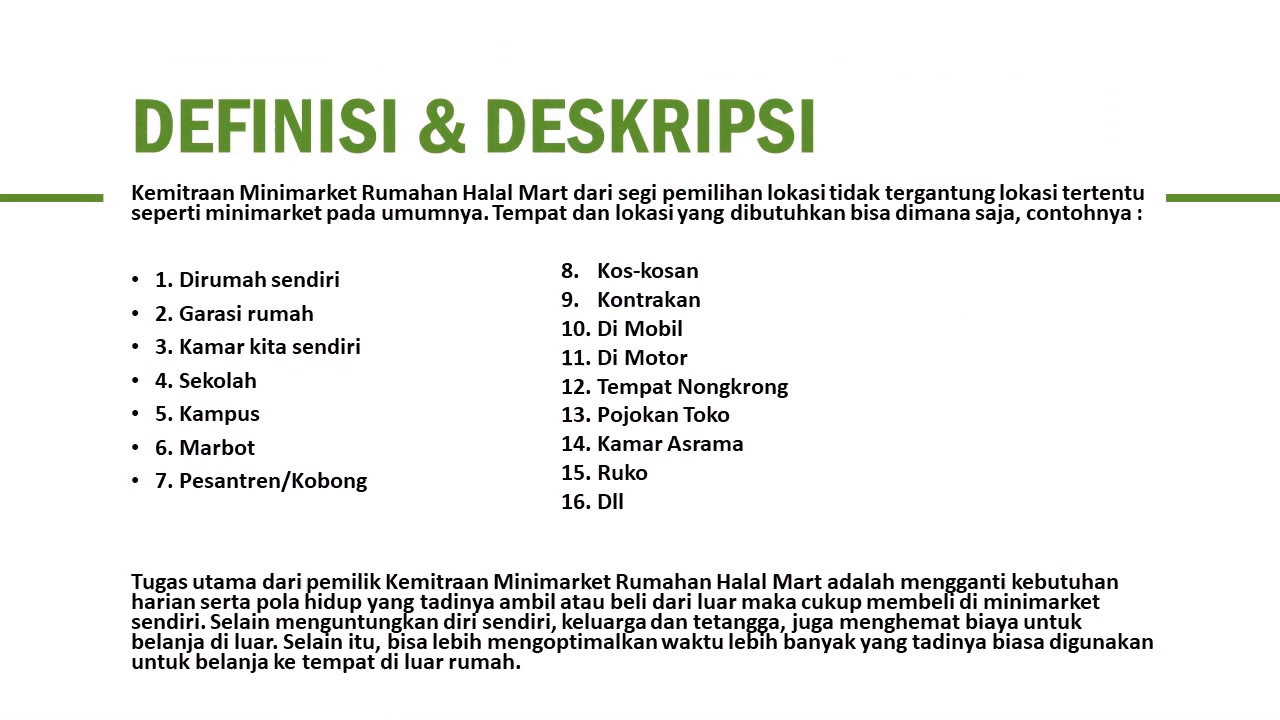 DEFINISI & DESKRIPSI
Kemitraan Minimarket Rumahan Halal Mart dari segi pemilihan lokasi tidak tergantung lokasi tertentu
seperti minimarket pada umumnya. Tempat dan lokasi yang dibutuhkan bisa dimana saja, contohnya :
• 1. Dirumah sendiri
• 2. Garasi rumah
• 3. Kamar kita sendiri
• 4. Sekolah
• 5. Kampus
• 6. Marbot
• 7. Pesantren/Kobong
8. Kos-kosan
9. Kontrakan
10. Di Mobil
11. Di Motor
12. Tempat Nongkrong
13. Pojokan Toko
14. Kamar Asrama
15. Ruko
16. Dll
Tugas utama dari pemilik Kemitraan Minimarket Rumahan Halal Mart adalah mengganti kebutuhan
harian serta pola hidup yang tadinya ambil atau beli dari luar maka cukup membeli di minimarket
sendiri. Selain menguntungkan diri sendiri, keluarga dan tetangga, juga menghemat biaya untuk
belanja di luar. Selain itu, bisa lebih mengoptimalkan waktu lebih banyak yang tadinya biasa digunakan
untuk belanja ke tempat di luar rumah.